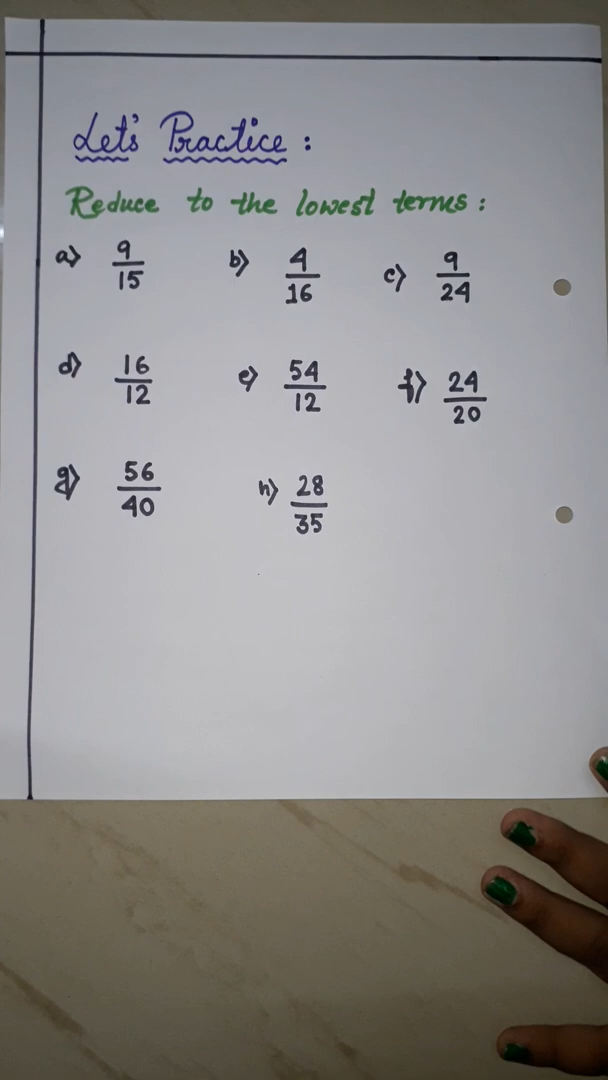 Let's Practice :
Reduce to the lowest terms :
a) 9/15 b) 4/16 c) 9/24
d) 16/12 e) 54/12 f) 24/20
g) 56/40 h) 28/35